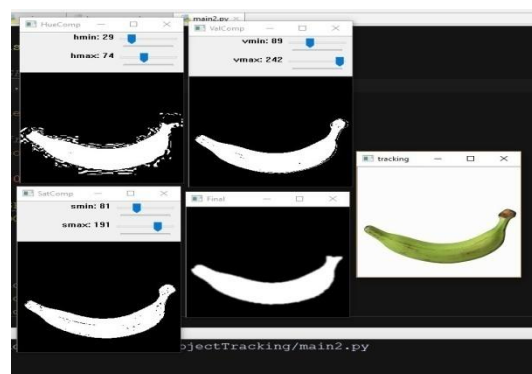 main2.py
HueComp
hmin: 29
hmax: 74
ValComp
vmin: 89
vmax: 242
tracking
SatComp
smin: 81
smax: 191
Final
ojectTracking/main2.py